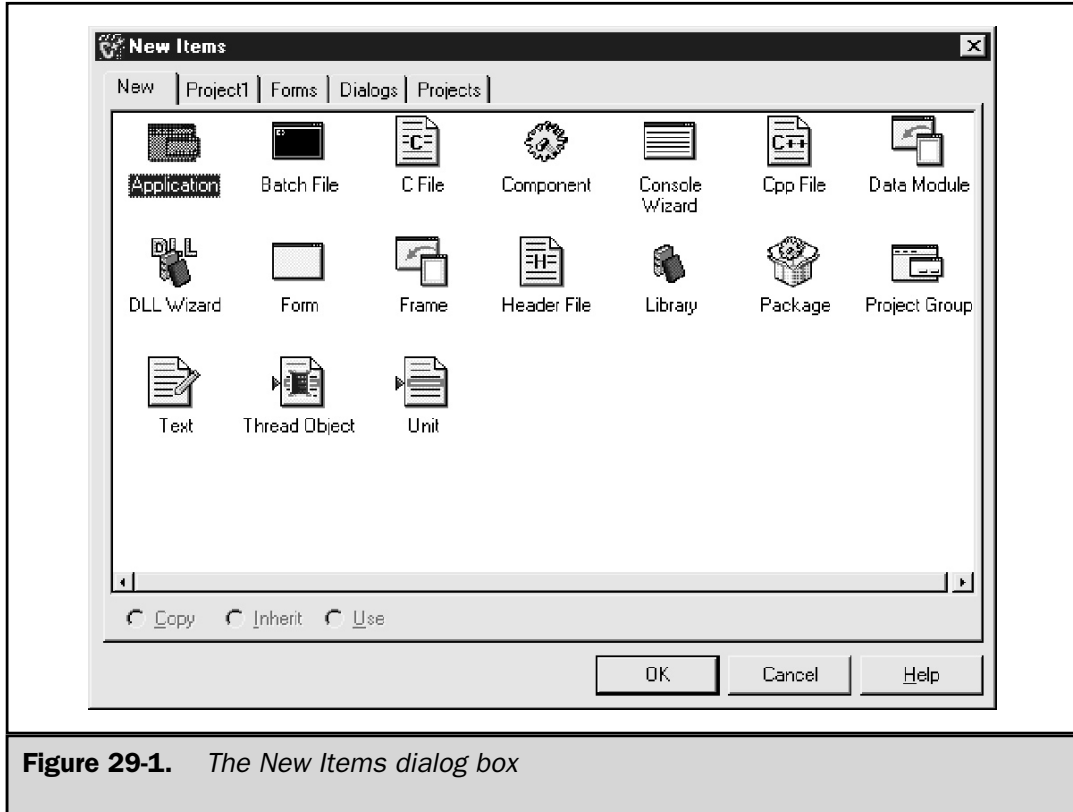 New Items
New Project1 Forms Dialogs Projects
=C= C++
Application Batch File C File Component Console Wizard Cpp File Data Module
DLL =H=
DLL Wizard Form Frame Header File Library Package Project Group
Text Thread Object Unit
Copy Inherit Use
OK Cancel Help
Figure 29-1. The New Items dialog box